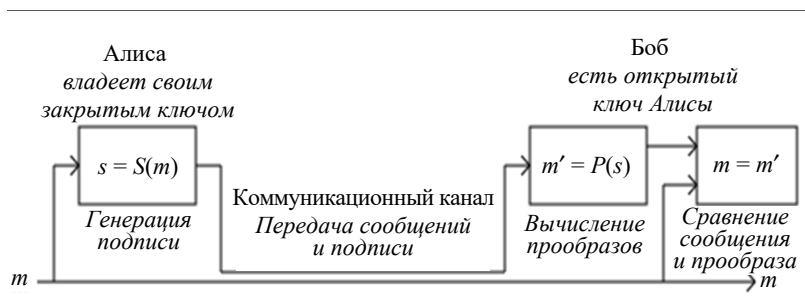 Алиса
владеет своим
закрытым ключом
s = S(m)
Генерация
подписи
Коммуникационный канал
Передача сообщений
и подписи
Боб
есть открытый
ключ Алисы
m′ = P(s)
Вычисление
прообразов
m = m′
Сравнение
сообщения
и прообраза
m
m